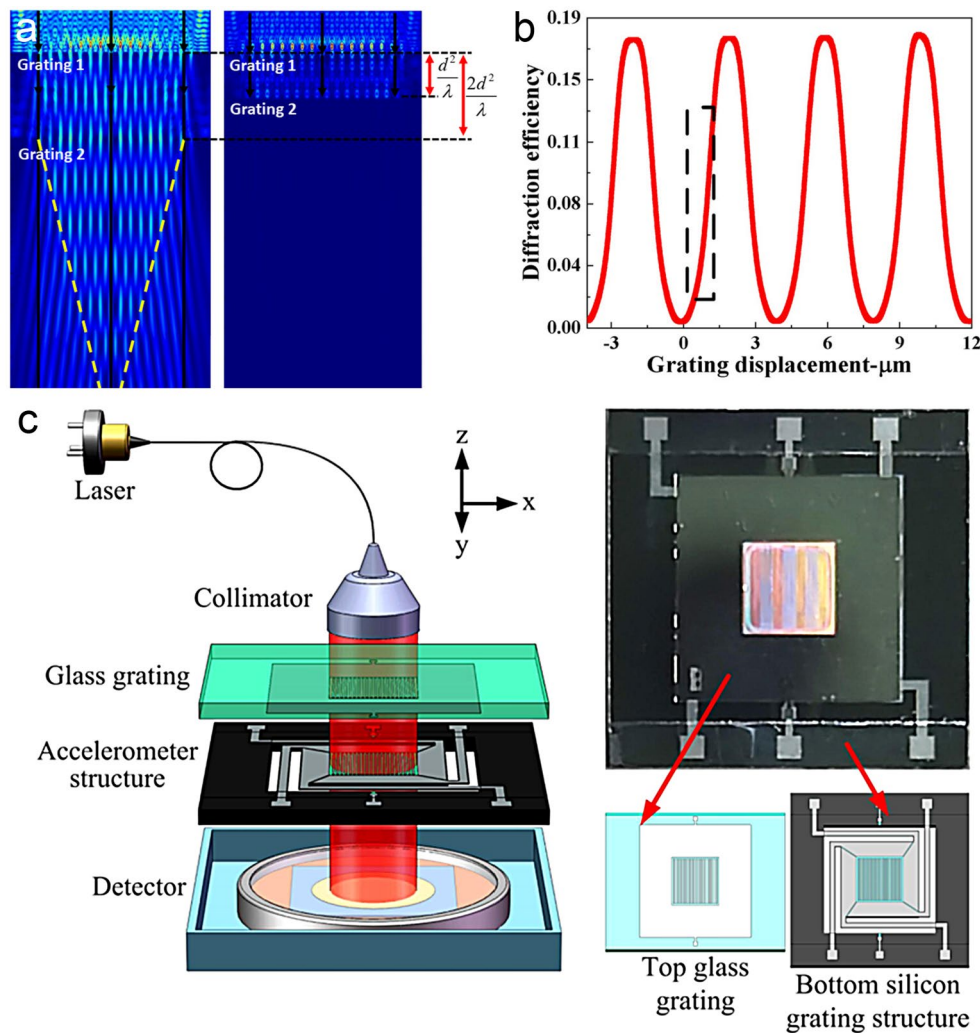 a
Grating 1
Grating 2
Grating 1
Grating 2
d²/λ
2d²/λ
b
0.19
0.15
0.11
0.08
0.04
0.00
Diffraction efficiency
-3 0 3 6 9 12
Grating displacement-μm
c
Laser
z
x
y
Collimator
Glass grating
Accelerometer
structure
Detector
Top glass
grating
Bottom silicon
grating structure